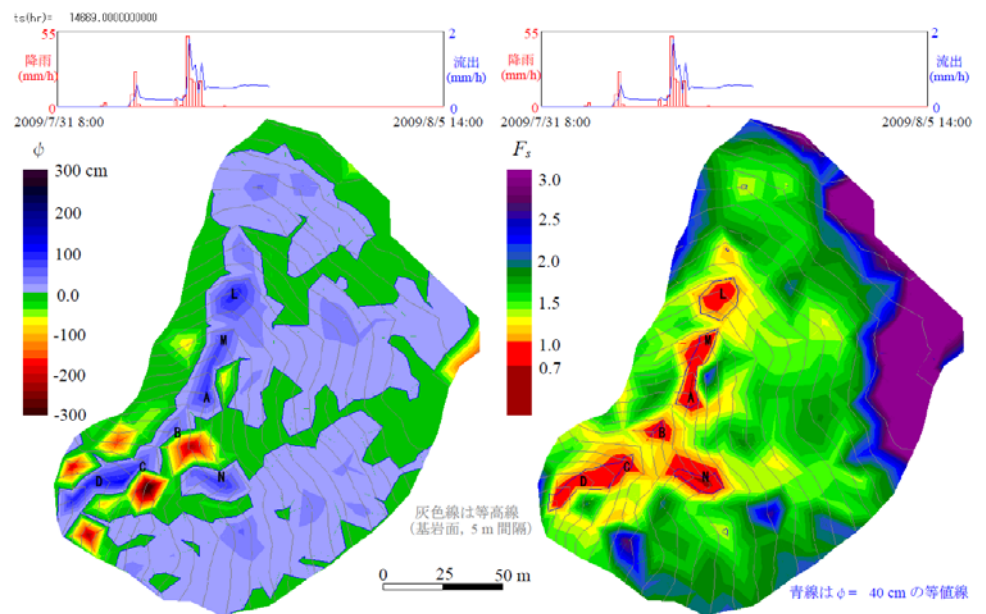 ts(hr)= 14889.0000000000
55
降雨
(mm/h)
0
2
流出
(mm/h)
0
2009/7/31 8:00
2009/8/5 14:00
55
降雨
(mm/h)
0
2
流出
(mm/h)
0
2009/7/31 8:00
2009/8/5 14:00
ϕ
300 cm
200
100
0.0
-100
-200
-300
L
M
A
B
C
D
N
Fs
3.0
2.5
2.0
1.5
1.0
0.7
L
M
A
B
C
D
N
灰色線は等高線
(基岩面, 5 m 間隔)
0 25 50 m
青線は ϕ = 40 cm の等値線